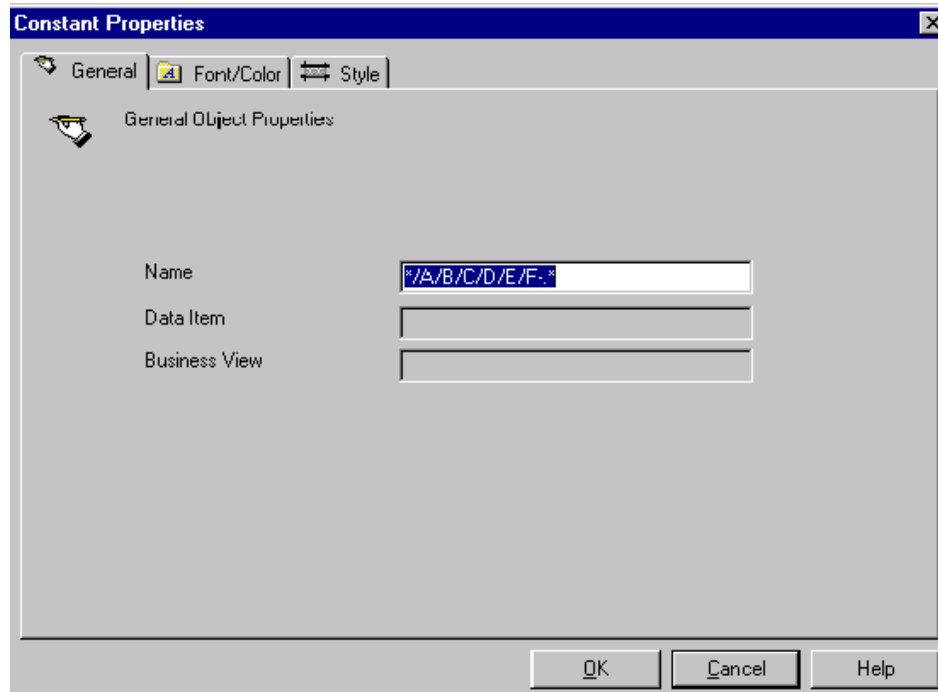 Constant Properties
General Font/Color Style
General Object Properties
Name */A/B/C/D/E/F-.*
Data Item
Business View
OK Cancel Help